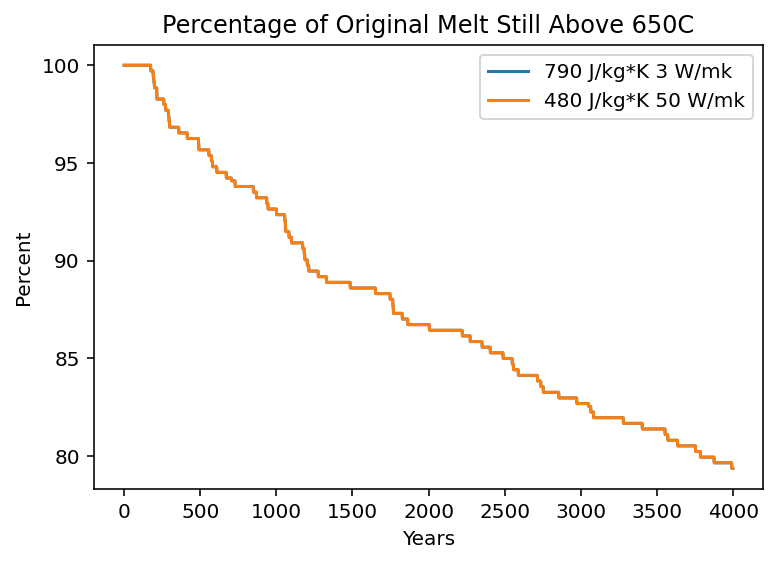 Percentage of Original Melt Still Above 650C
790 J/kg*K 3 W/mk
480 J/kg*K 50 W/mk
100
95
90
85
80
Percent
0 500 1000 1500 2000 2500 3000 3500 4000
Years